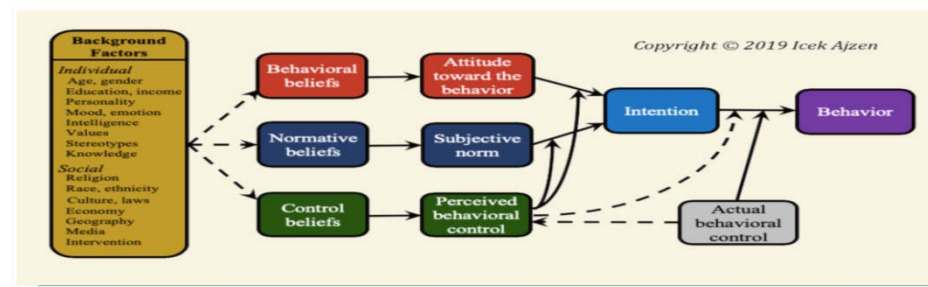 Background
Factors
Individual
Age, gender
Education, income
Personality
Mood, emotion
Intelligence
Values
Stereotypes
Knowledge
Social
Religion
Race, ethnicity
Culture, laws
Economy
Geography
Media
Intervention
Behavioral
beliefs
Normative
beliefs
Control
beliefs
Attitude
toward the
behavior
Subjective
norm
Perceived
behavioral
control
Copyright © 2019 Icek Ajzen
Intention
Behavior
Actual
behavioral
control